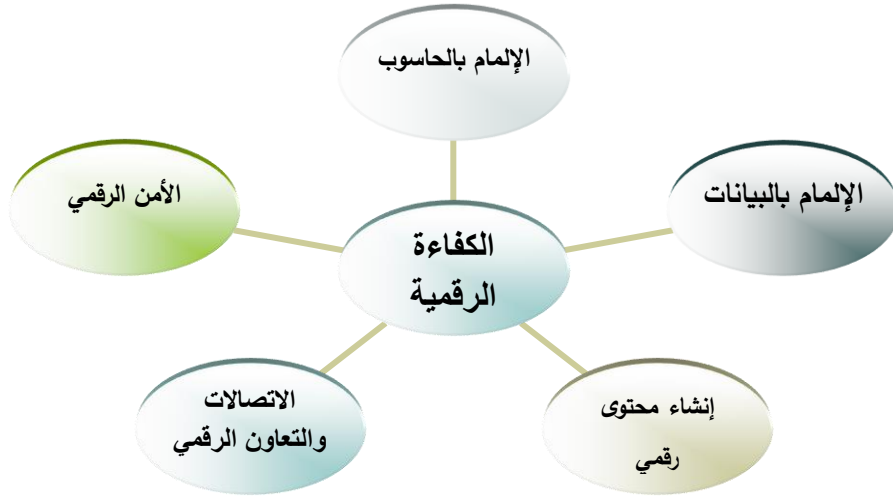 الإلمام بالحاسوب
الإلمام بالبيانات
الأمن الرقمي
الكفاءة
الرقمية
إنشاء محتوى
رقمي
الاتصالات
والتعاون الرقمي